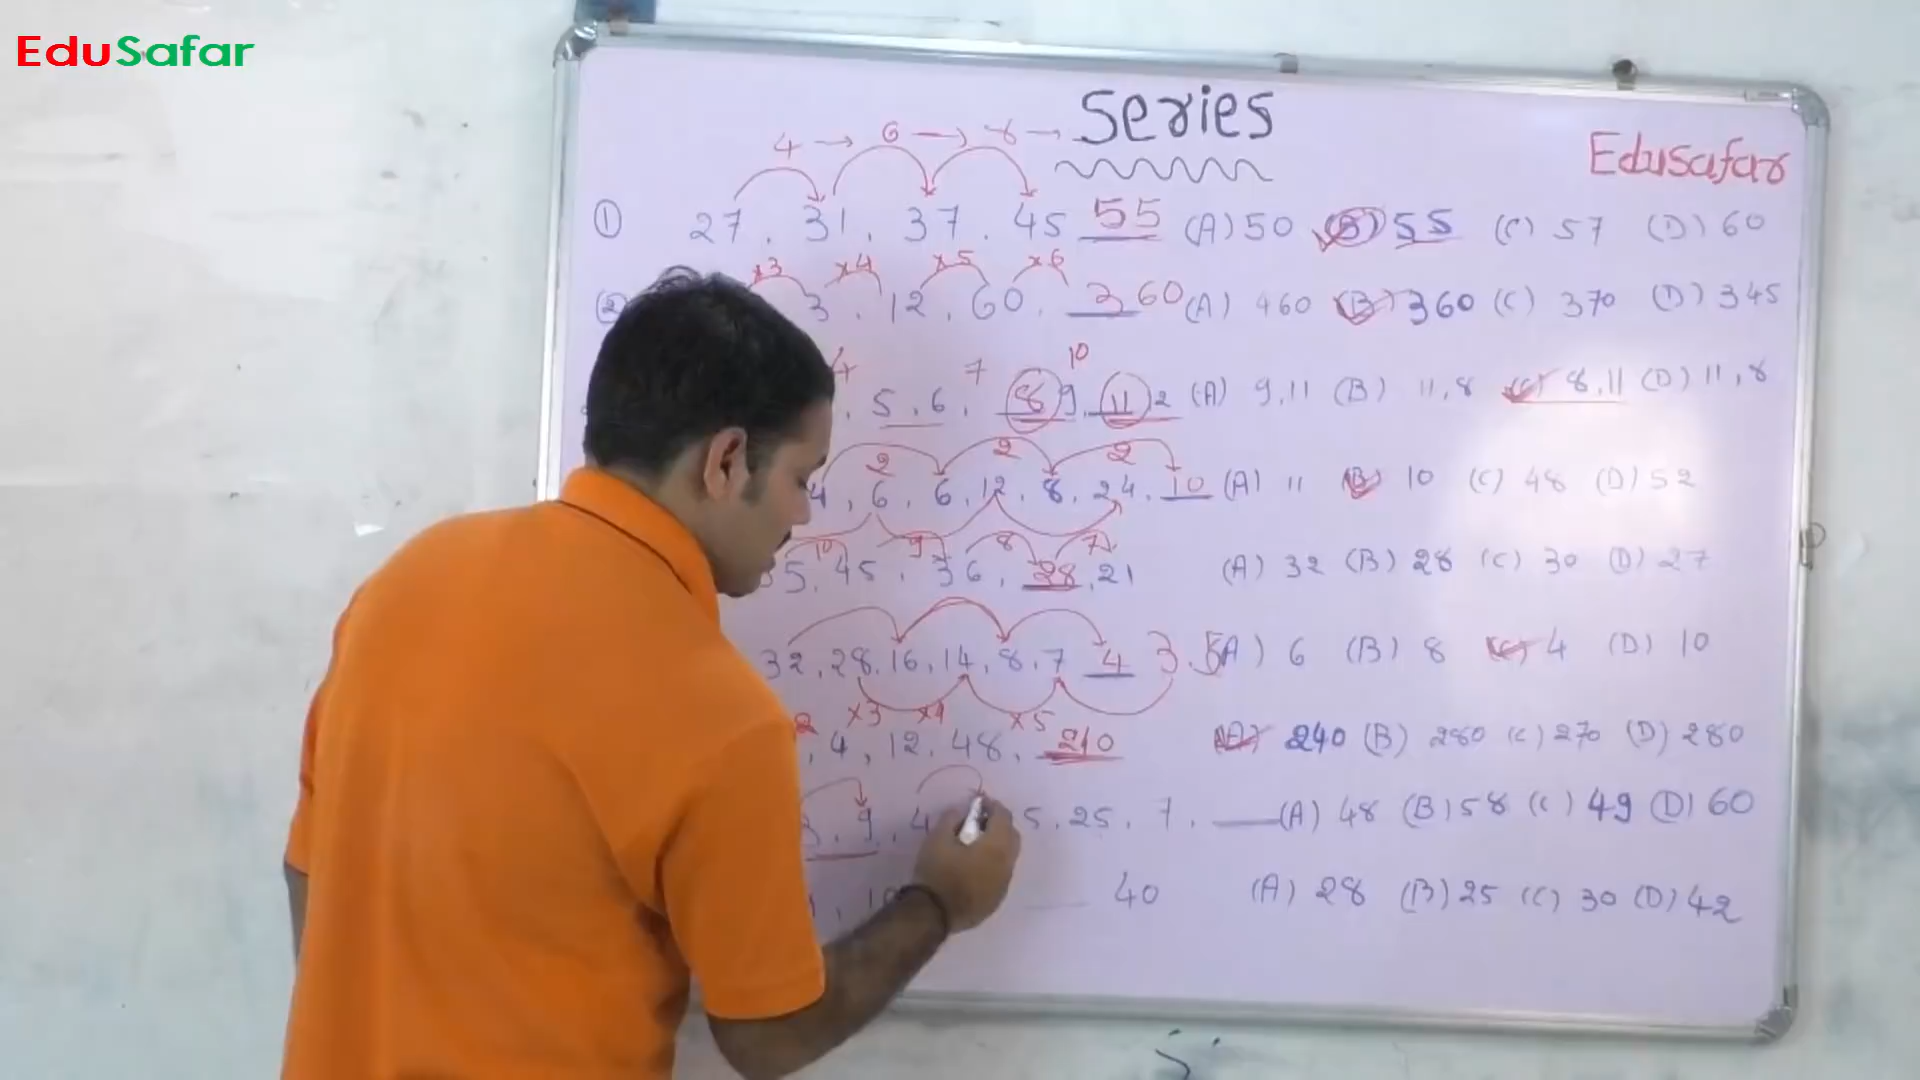 EduSafar
Series
Edusafar
4 → 6 → 8 →
① 27, 31, 37, 45 55 (A) 50 (B) 55 (C) 57 (D) 60
×3 ×4 ×5 ×6
② 3, 12, 60, 360 (A) 460 (B) 360 (C) 370 (D) 345
4 7 10
, 5, 6, 8 9, 11 12 (A) 9,11 (B) 11,8 (C) 8,11 (D) 11,8
2 2 2
4, 6, 6, 12, 8, 24, 10 (A) 11 (B) 10 (C) 48 (D) 52
10 9 8 7
55, 45, 36, 28, 21 (A) 32 (B) 28 (C) 30 (D) 27
32, 28, 16, 14, 8, 7 4 3.5 (A) 6 (B) 8 (C) 4 (D) 10
2 ×3 ×4 ×5
, 4, 12, 48, 240 (A) 240 (B) 280 (C) 270 (D) 280
3, 9, 4, 5, 25, 7, (A) 48 (B) 58 (C) 49 (D) 60
, 10 40 (A) 28 (B) 25 (C) 30 (D) 42